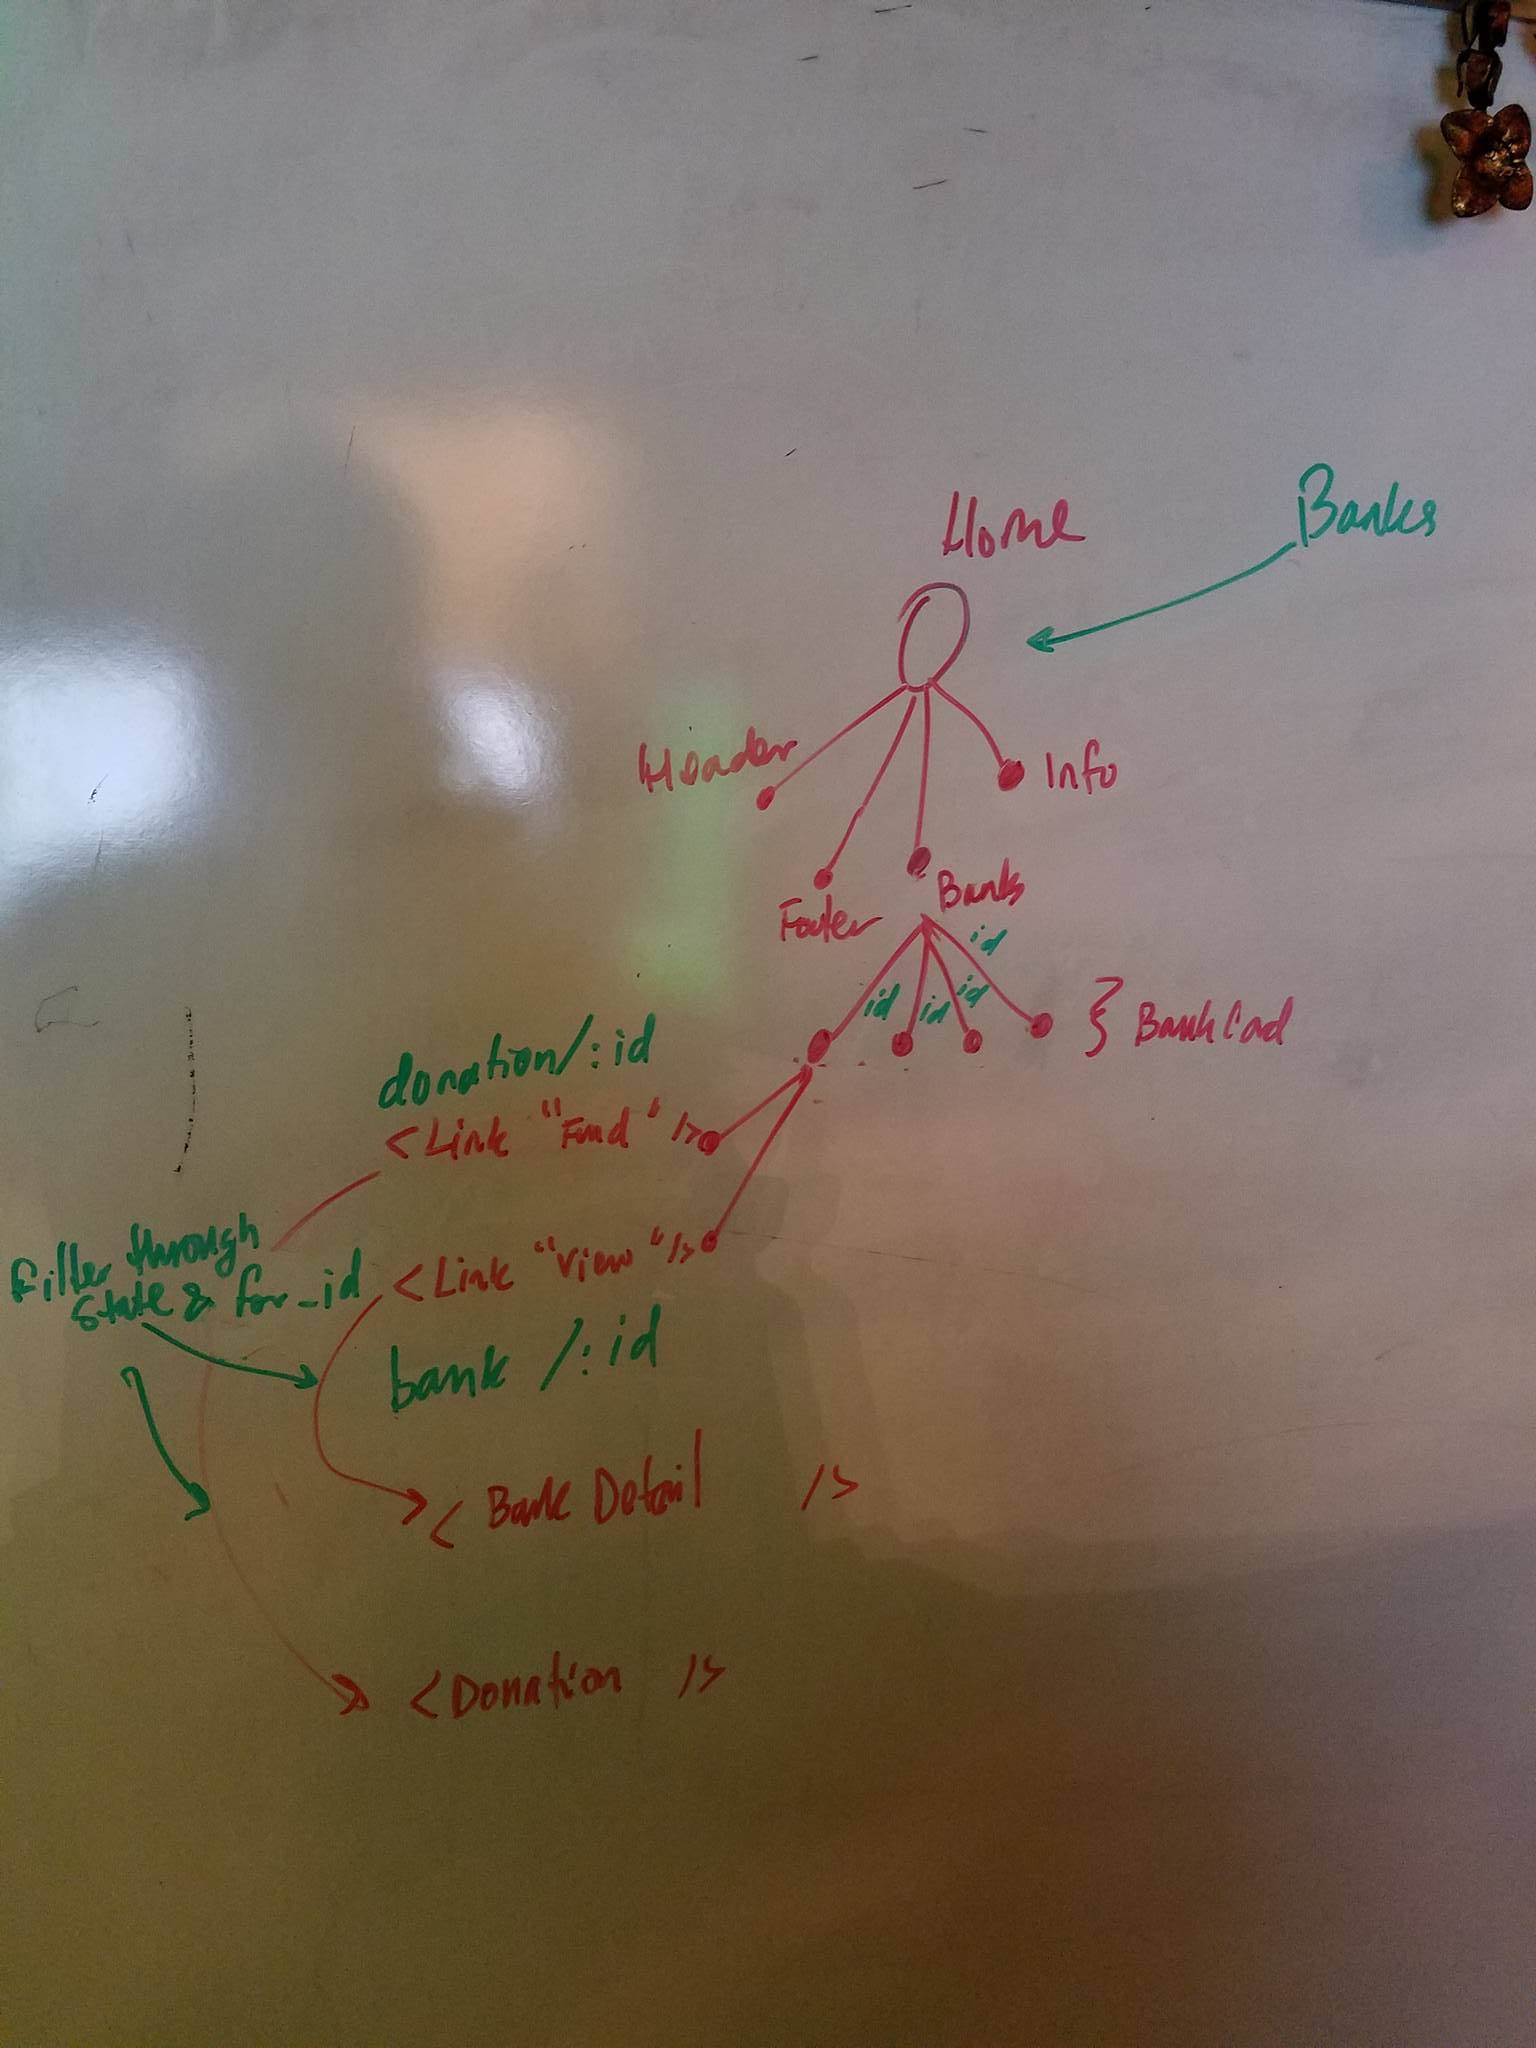 Home
Banks
Header
Info
Footer
Banks
id
id
id
id
} BankCad
donation/:id
<Link "Fund" />
Filter through
State & for_id
<Link "View" />
bank /:id
<Bank Detail />
<Donation />